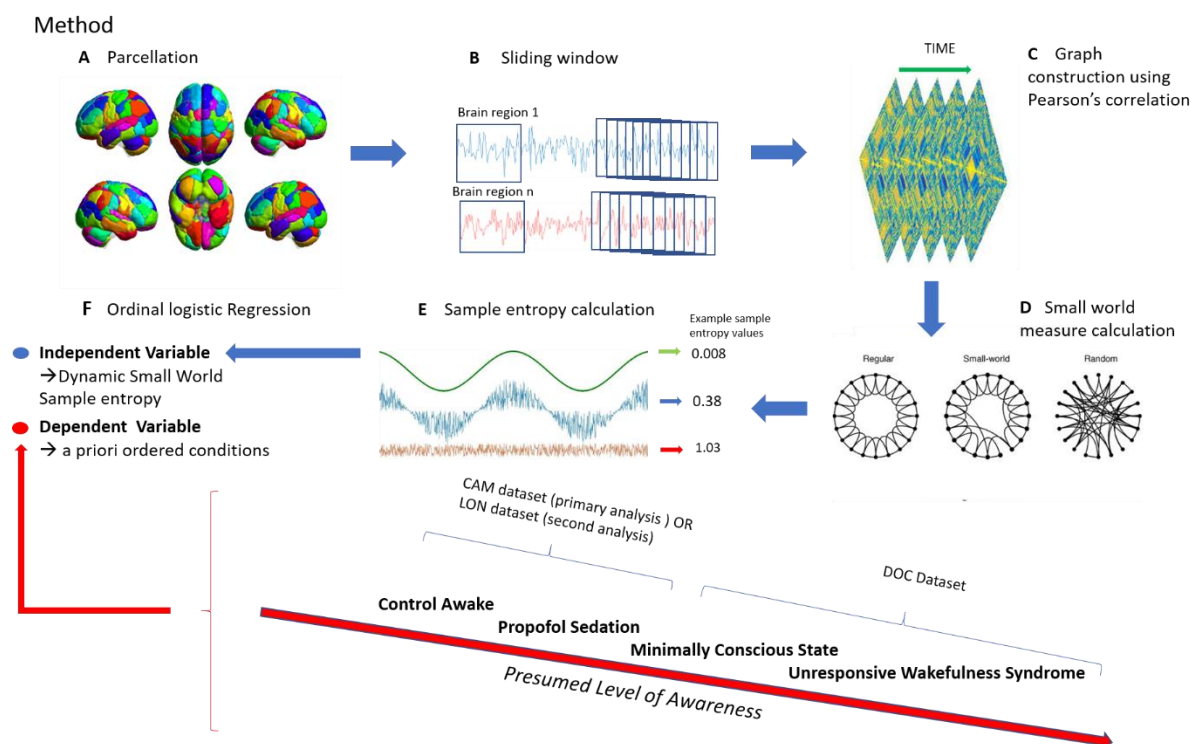 Method
A Parcellation
B Sliding window
Brain region 1
Brain region n
TIME
C Graph
construction using
Pearson's correlation
D Small world
measure calculation
Regular
Small-world
Random
E Sample entropy calculation
Example sample
entropy values
0.008
0.38
1.03
F Ordinal logistic Regression
Independent Variable
→Dynamic Small World
Sample entropy
Dependent Variable
→ a priori ordered conditions
CAM dataset (primary analysis ) OR
LON dataset (second analysis)
DOC Dataset
Control Awake
Propofol Sedation
Minimally Conscious State
Unresponsive Wakefulness Syndrome
Presumed Level of Awareness